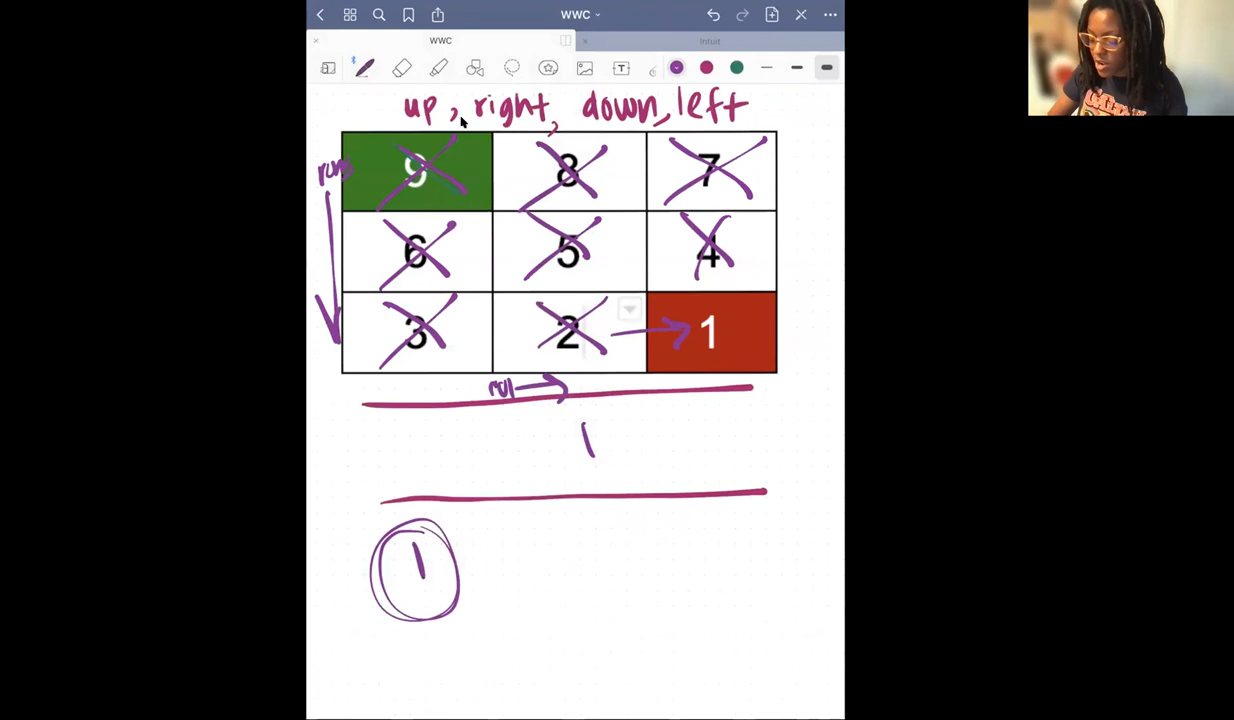 WWC
WWC Intuit
up, right, down, left
9 8 7
6 5 4
3 2 1
1
1